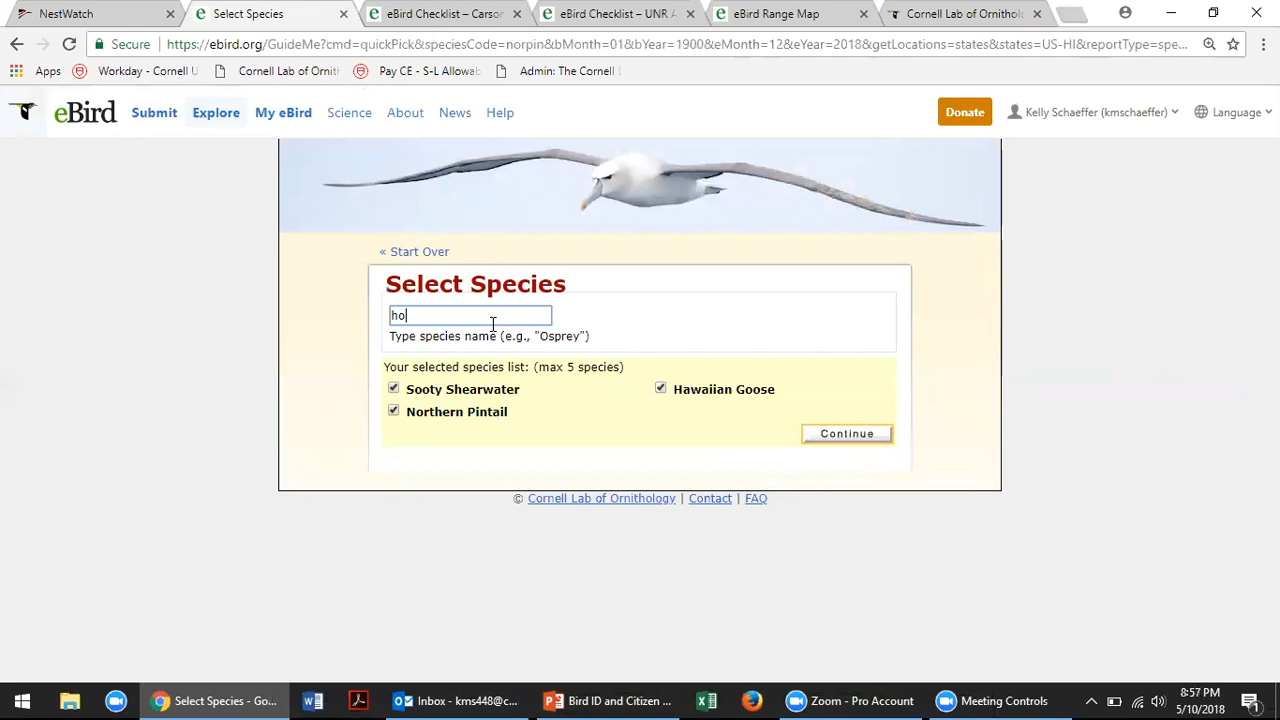 NestWatch
Select Species
eBird Checklist – Carson
eBird Checklist – UNR A
eBird Range Map
Cornell Lab of Ornitholo
Secure
https://ebird.org/GuideMe?cmd=quickPick&speciesCode=norpin&bMonth=01&bYear=1900&eMonth=12&eYear=2018&getLocations=states&states=US-HI&reportType=spe...
Apps
Workday - Cornell U
Cornell Lab of Ornith
Pay CE - S-L Allowab
Admin: The Cornell L
eBird
Submit
Explore
My eBird
Science
About
News
Help
Donate
Kelly Schaeffer (kmschaeffer)
Language
« Start Over
Select Species
ho
Type species name (e.g., "Osprey")
Your selected species list: (max 5 species)
Sooty Shearwater
Hawaiian Goose
Northern Pintail
Continue
© Cornell Lab of Ornithology | Contact | FAQ
Select Species - Go...
Inbox - kms448@c...
Bird ID and Citizen ...
Zoom - Pro Account
Meeting Controls
8:57 PM
5/10/2018